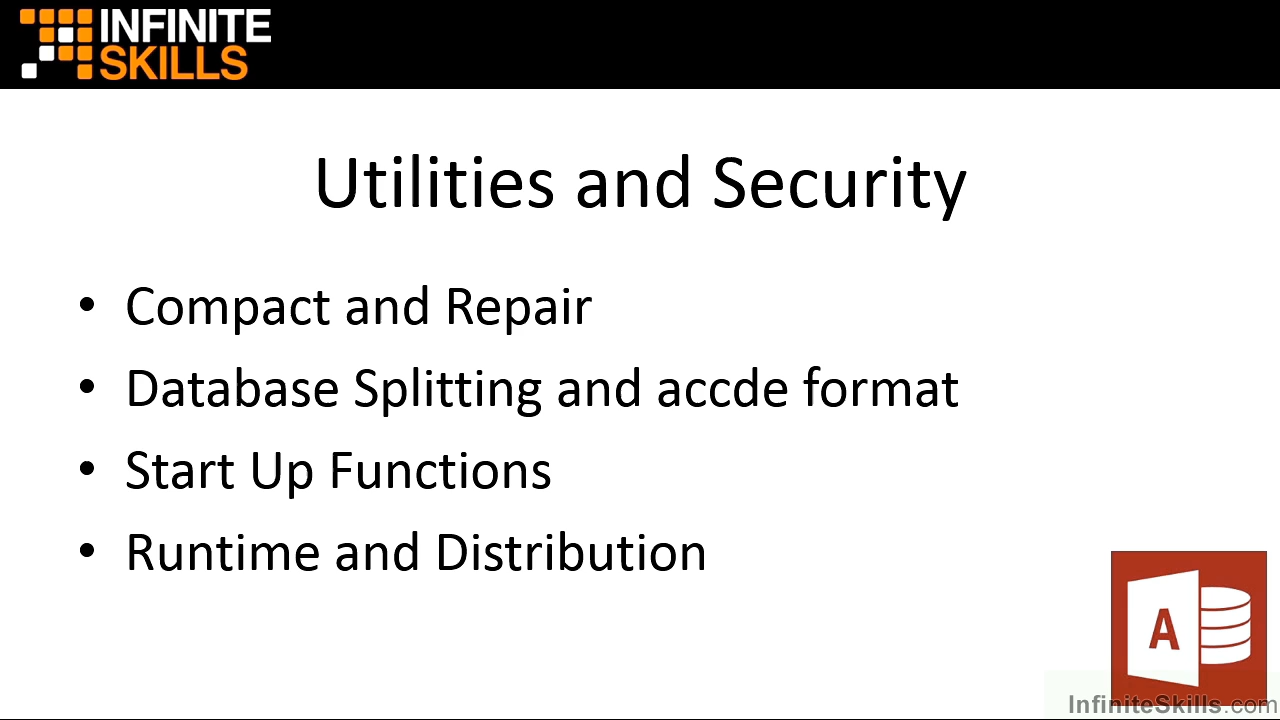 INFINITE
SKILLS
Utilities and Security
• Compact and Repair
• Database Splitting and accde format
• Start Up Functions
• Runtime and Distribution
A
InfiniteSkills.com